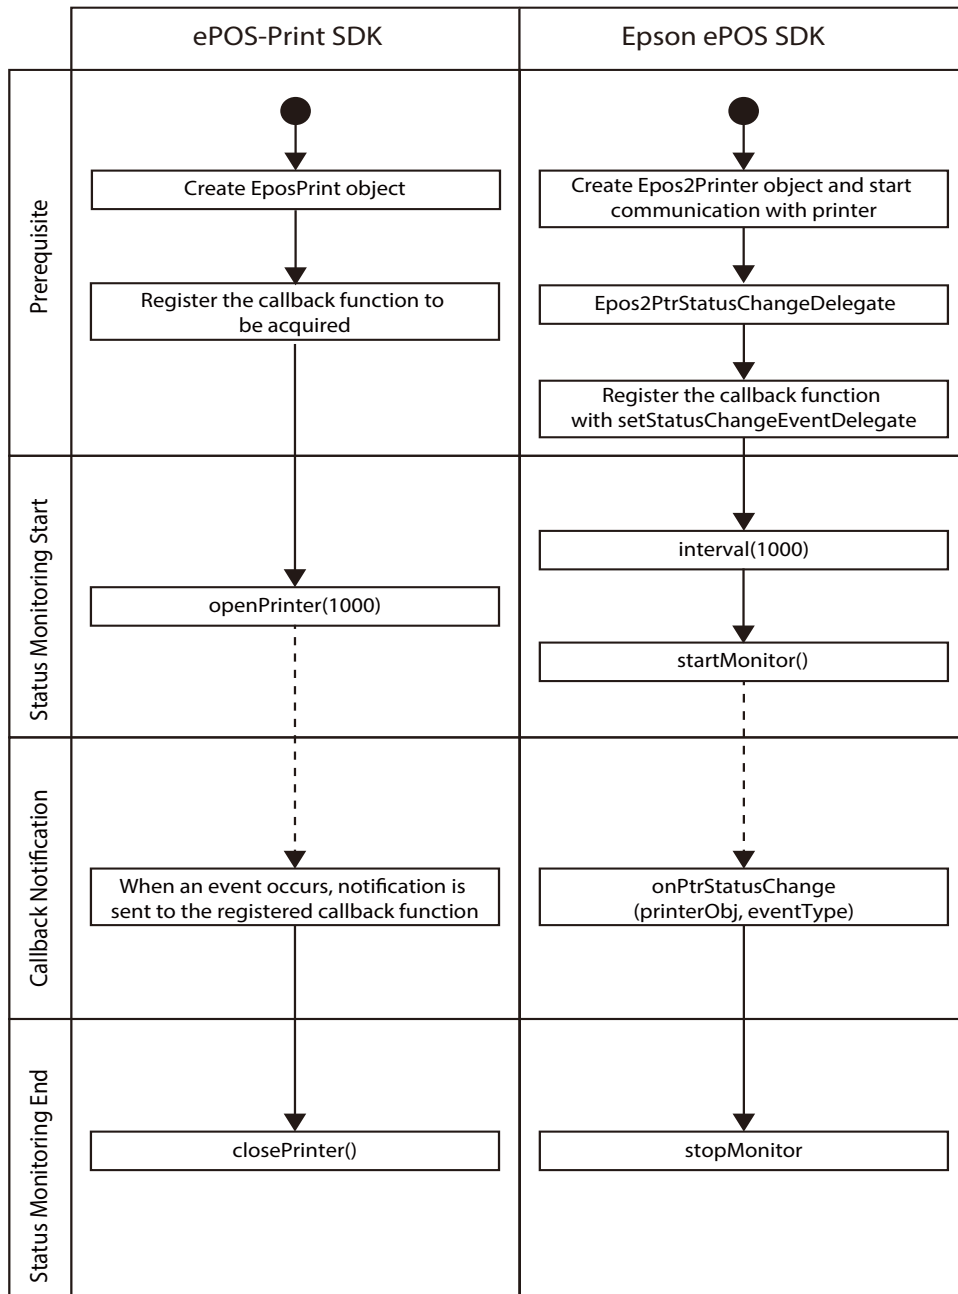 ePOS-Print SDK
Epson ePOS SDK
Prerequisite
Create EposPrint object
Register the callback function to
be acquired
Create Epos2Printer object and start
communication with printer
Epos2PtrStatusChangeDelegate
Register the callback function
with setStatusChangeEventDelegate
Status Monitoring Start
openPrinter(1000)
interval(1000)
startMonitor()
Callback Notification
When an event occurs, notification is
sent to the registered callback function
onPtrStatusChange
(printerObj, eventType)
Status Monitoring End
closePrinter()
stopMonitor